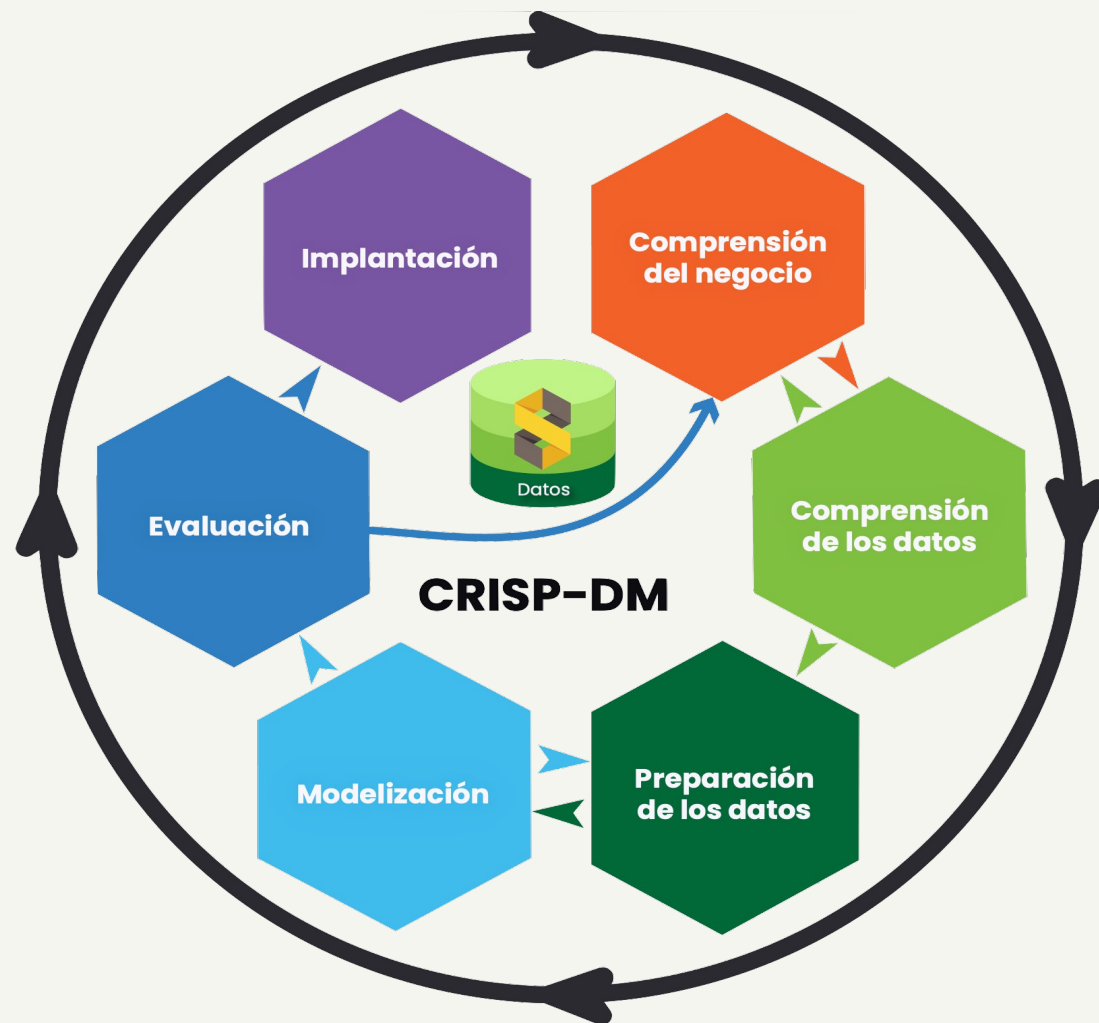 Implantación
Comprensión
del negocio
Datos
Evaluación
Comprensión
de los datos
CRISP-DM
Modelización
Preparación
de los datos